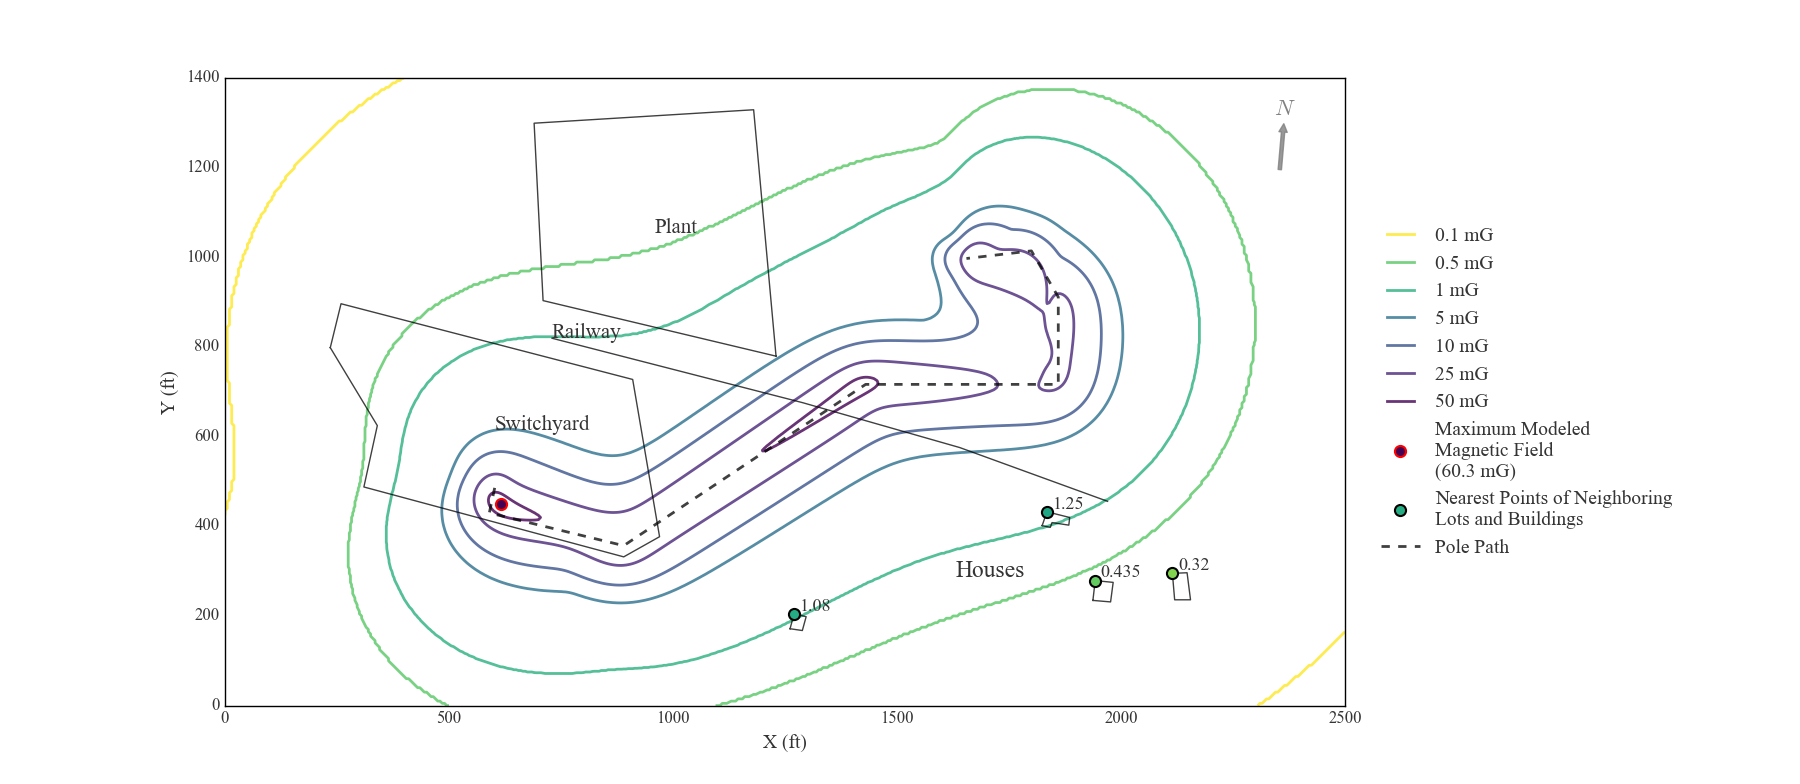 1400
1200
1000
800
600
400
200
0
Y (ft)
0
500
1000
1500
2000
2500
X (ft)
N
Plant
Railway
Switchyard
Houses
1.25
0.435
0.32
1.08
0.1 mG
0.5 mG
1 mG
5 mG
10 mG
25 mG
50 mG
Maximum Modeled
Magnetic Field
(60.3 mG)
Nearest Points of Neighboring
Lots and Buildings
Pole Path